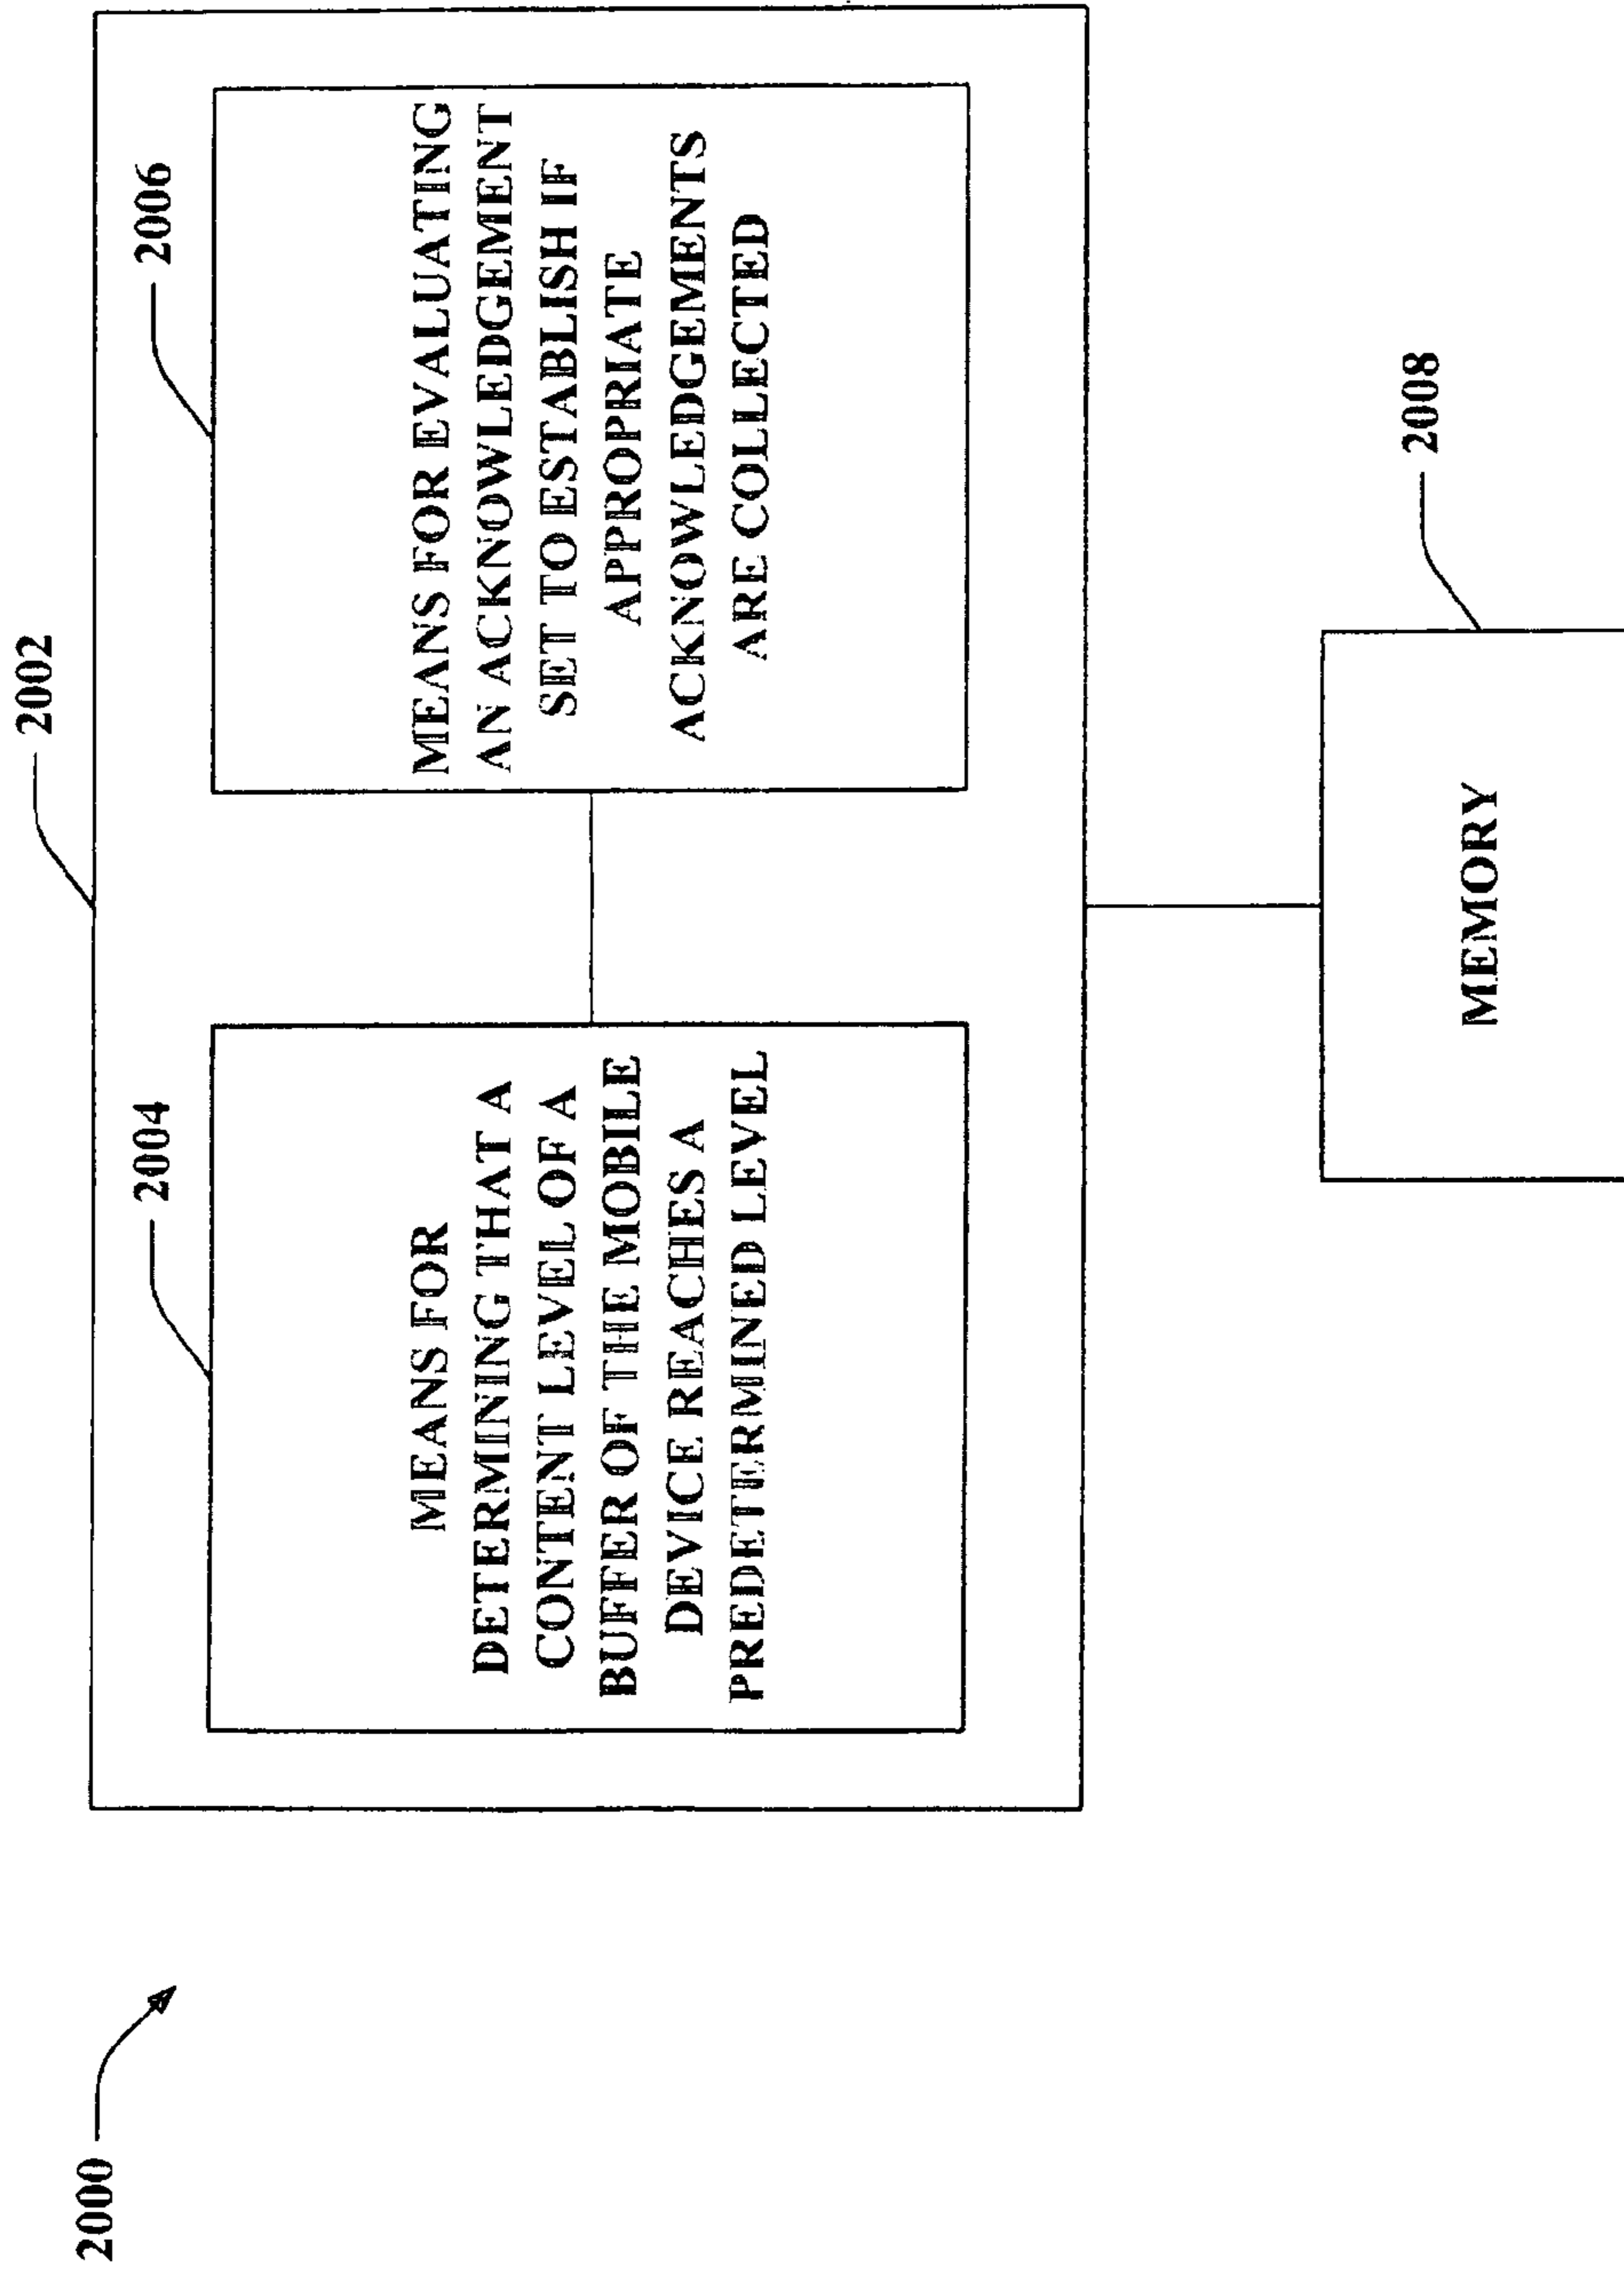 2000
2002
2004
MEANS FOR
DETERMINING THAT A
CONTENT LEVEL OF A
BUFFER OF THE MOBILE
DEVICE REACHES A
PREDETERMINED LEVEL
2006
MEANS FOR EVALUATING
AN ACKNOWLEDGEMENT
SET TO ESTABLISH IF
APPROPRIATE
ACKNOWLEDGEMENTS
ARE COLLECTED
2008
MEMORY